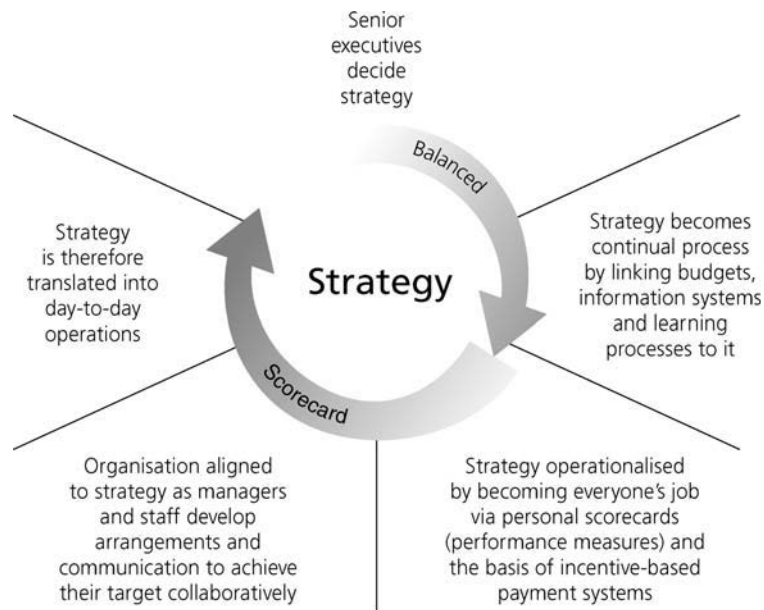 Senior
executives
decide
strategy
Balanced
Strategy becomes
continual process
by linking budgets,
information systems
and learning
processes to it
Strategy operationalised
by becoming everyone's job
via personal scorecards
(performance measures) and
the basis of incentive-based
payment systems
Organisation aligned
to strategy as managers
and staff develop
arrangements and
communication to achieve
their target collaboratively
Scorecard
Strategy
is therefore
translated into
day-to-day
operations
Strategy